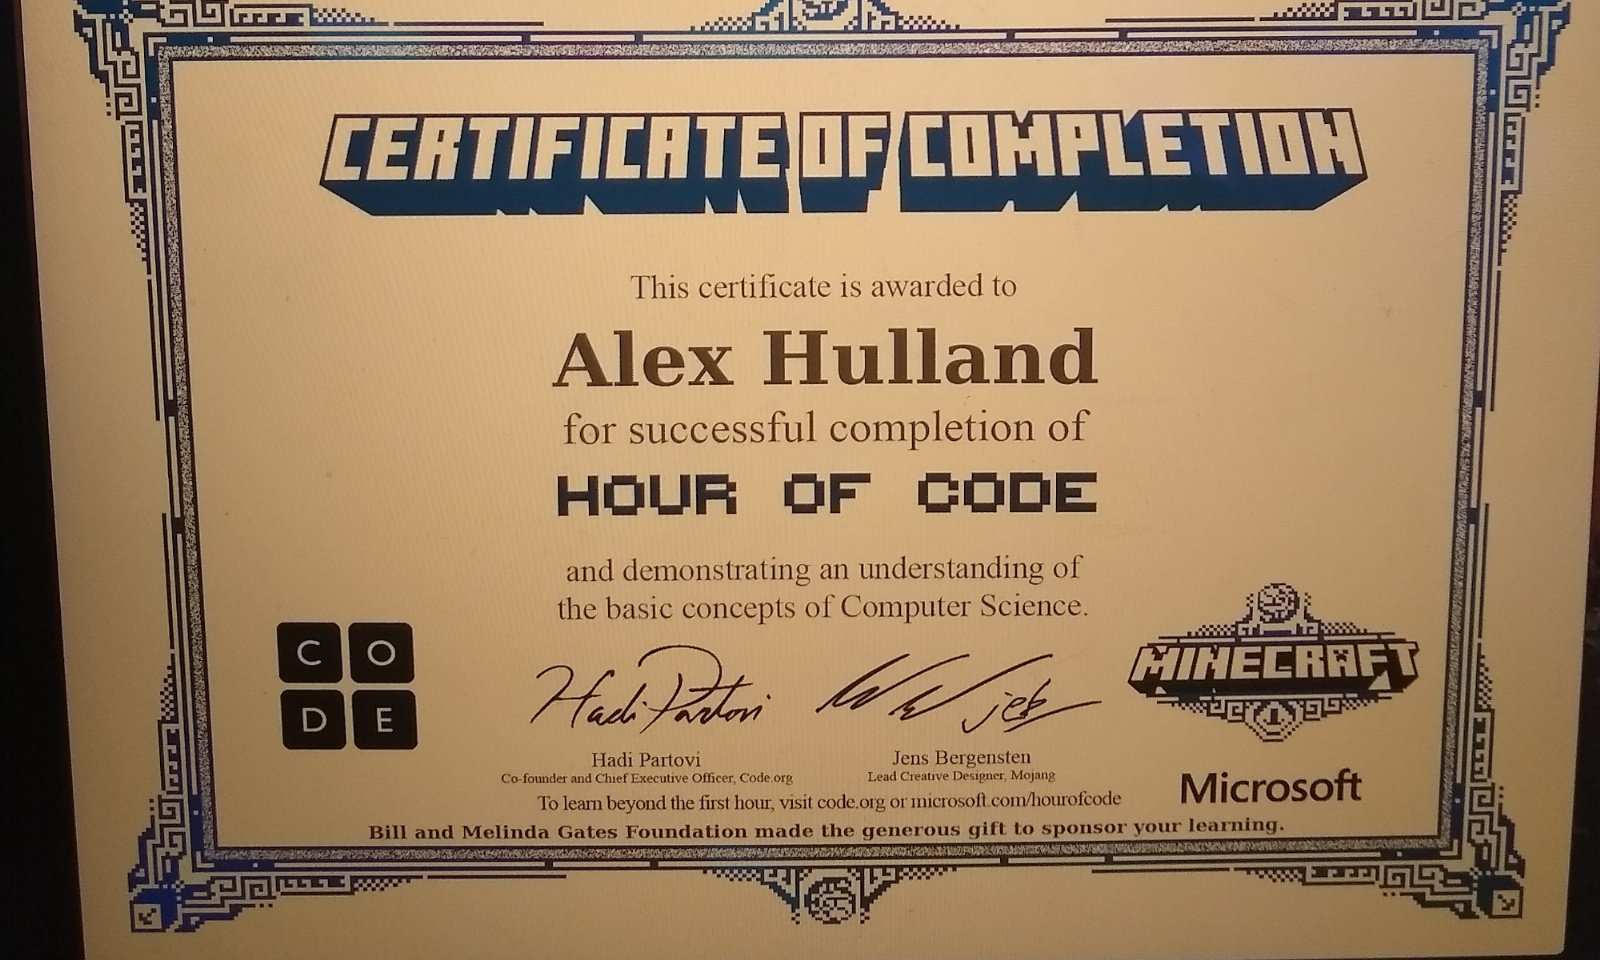 CERTIFICATE OF COMPLETION
This certificate is awarded to
Alex Hulland
for successful completion of
HOUR OF CODE
and demonstrating an understanding of
the basic concepts of Computer Science.
C O
D E
Hadi Partovi
jeb
MINECRAFT
Hadi Partovi
Co-founder and Chief Executive Officer, Code.org
Jens Bergensten
Lead Creative Designer, Mojang
Microsoft
To learn beyond the first hour, visit code.org or microsoft.com/hourofcode
Bill and Melinda Gates Foundation made the generous gift to sponsor your learning.